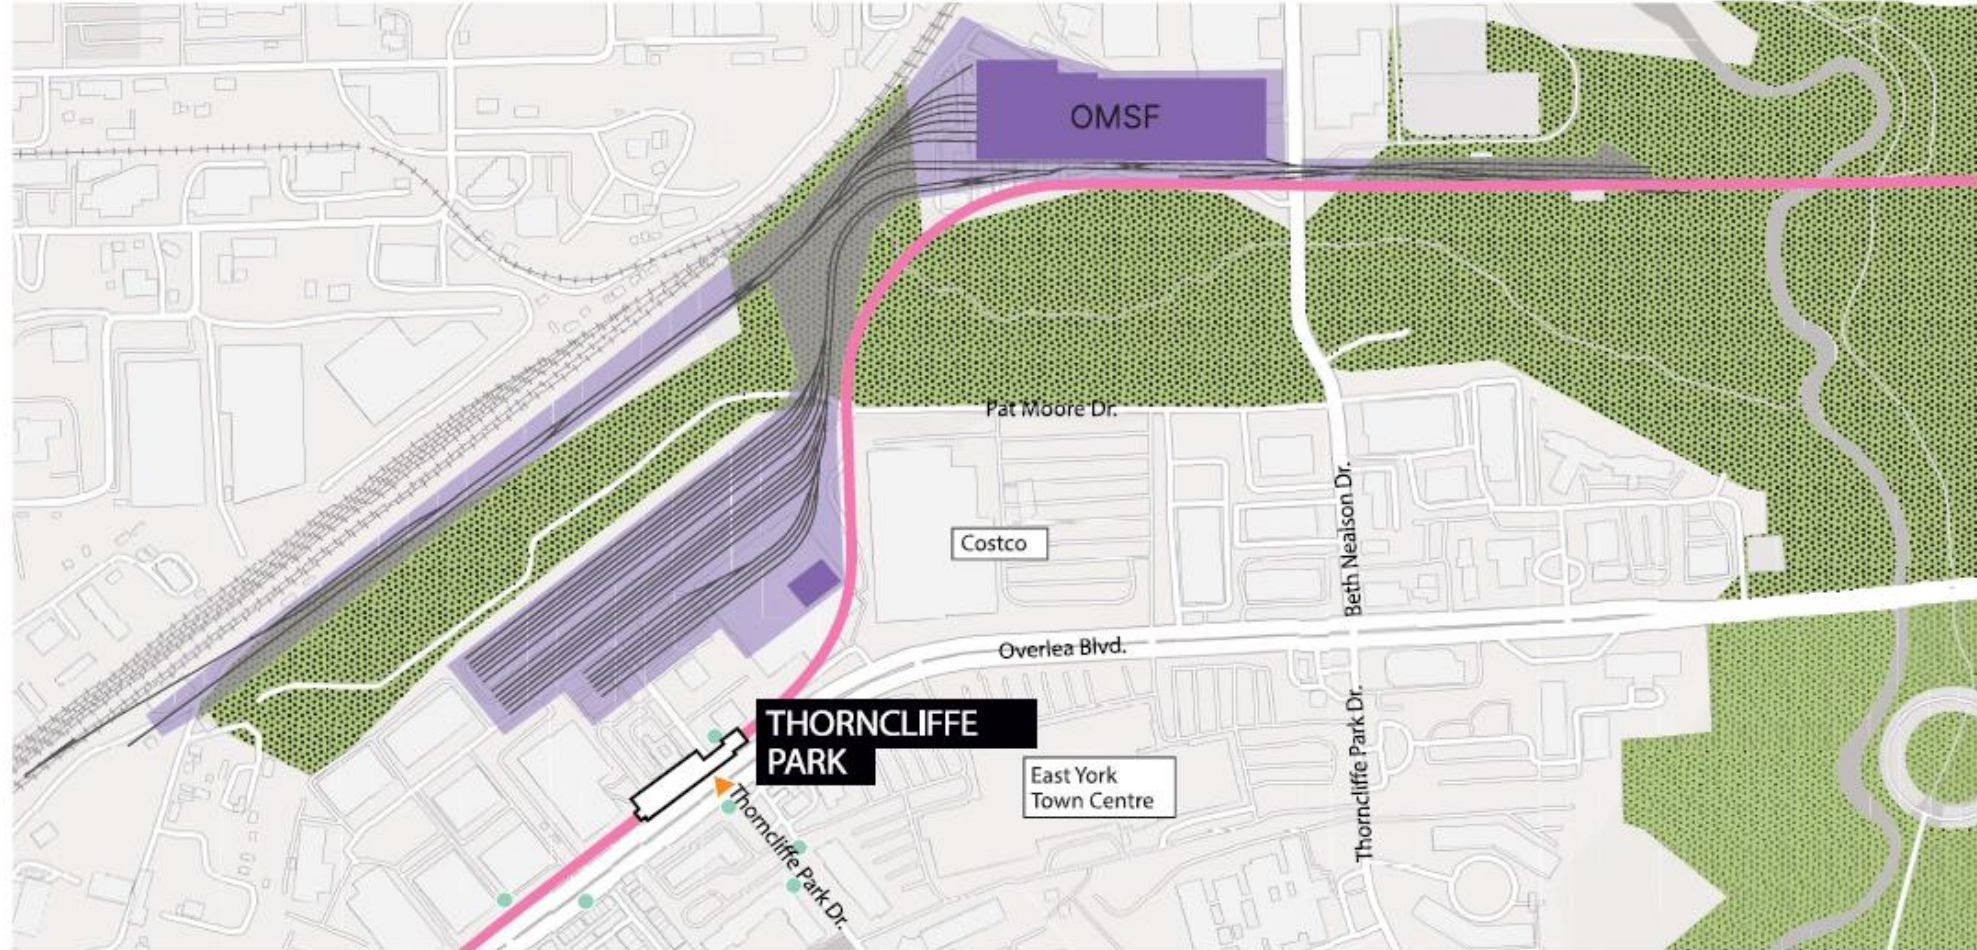 OMSF
Pat Moore Dr.
Costco
Beth Nealson Dr.
Overlea Blvd.
THORNCLIFFE
PARK
East York
Town Centre
Thorncliffe Park Dr.
Thorncliffe Park Dr.